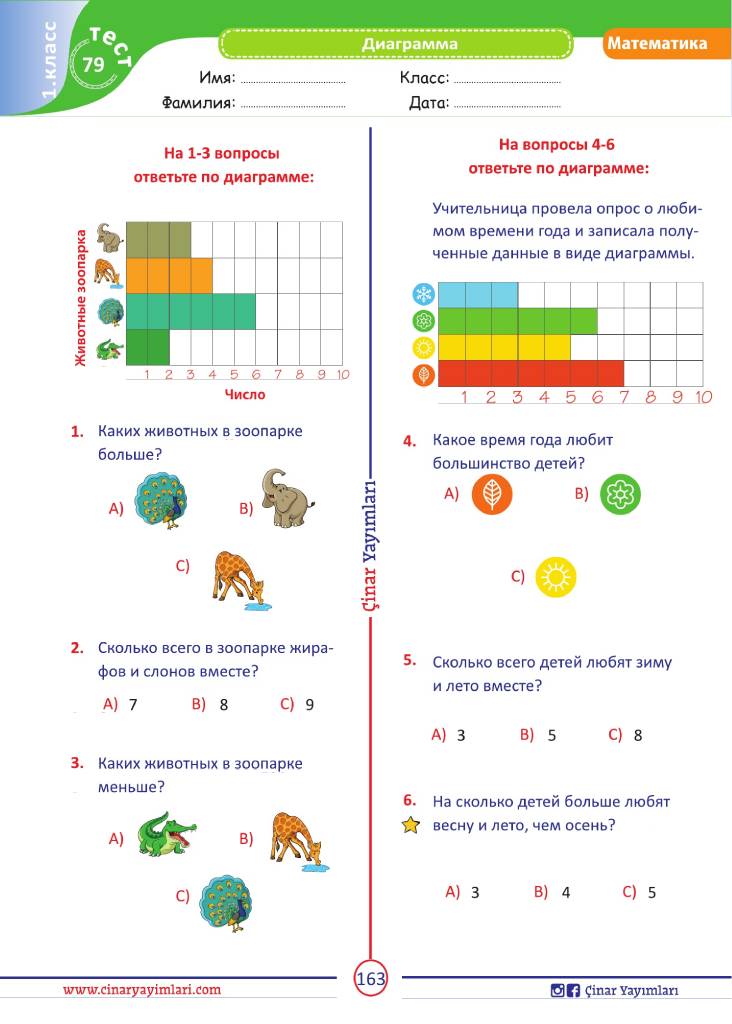 1.класс
тест
79
Диаграмма
Математика
Имя: ..............................
Класс: ..............................
Фамилия: ..............................
Дата: ..............................
На 1-3 вопросы
ответьте по диаграмме:
Животные зоопарка
1 2 3 4 5 6 7 8 9 10
Число
1. Каких животных в зоопарке
больше?
A)
B)
C)
2. Сколько всего в зоопарке жира-
фов и слонов вместе?
A) 7 B) 8 C) 9
3. Каких животных в зоопарке
меньше?
A)
B)
C)
Çinar Yayımları
На вопросы 4-6
ответьте по диаграмме:
Учительница провела опрос о люби-
мом времени года и записала полу-
ченные данные в виде диаграммы.
1 2 3 4 5 6 7 8 9 10
4. Какое время года любит
большинство детей?
A)
B)
C)
5. Сколько всего детей любят зиму
и лето вместе?
A) 3 B) 5 C) 8
6. На сколько детей больше любят
весну и лето, чем осень?
A) 3 B) 4 C) 5
www.cinaryayimlari.com
163
Çinar Yayımları